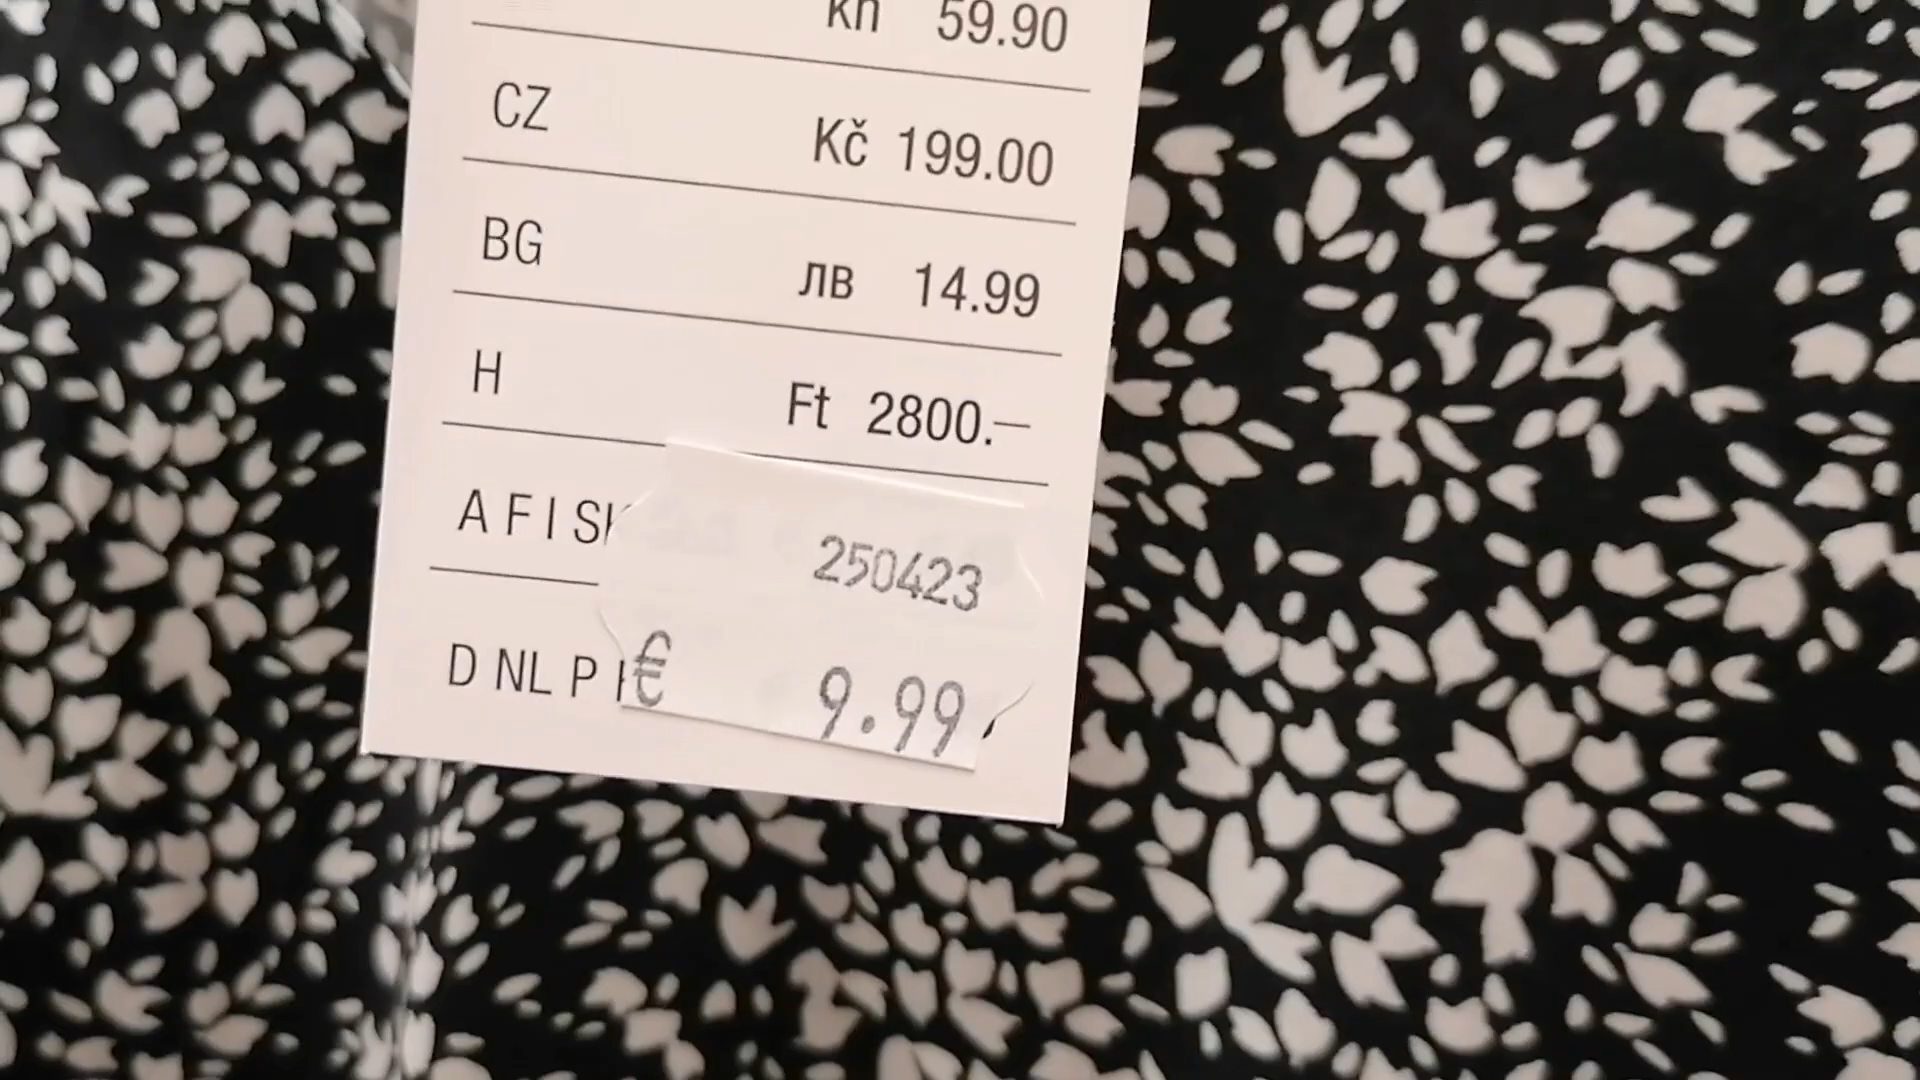 Kn 59.90
CZ Kč 199.00
BG лв 14.99
H Ft 2800.—
A F I S
250423
D NL P € 9.99